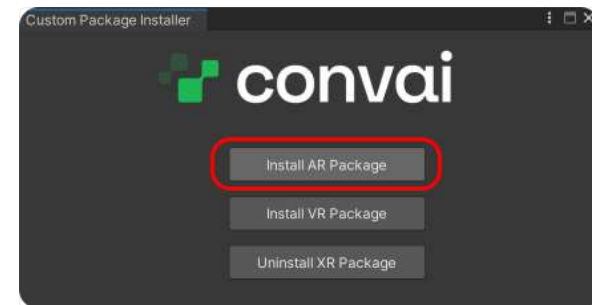 Custom Package Installer
convai
Install AR Package
Install VR Package
Uninstall XR Package